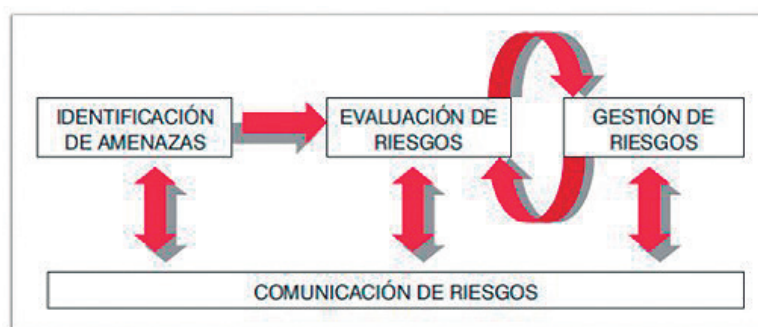 IDENTIFICACIÓN
DE AMENAZAS
EVALUACIÓN DE
RIESGOS
GESTIÓN DE
RIESGOS
COMUNICACIÓN DE RIESGOS